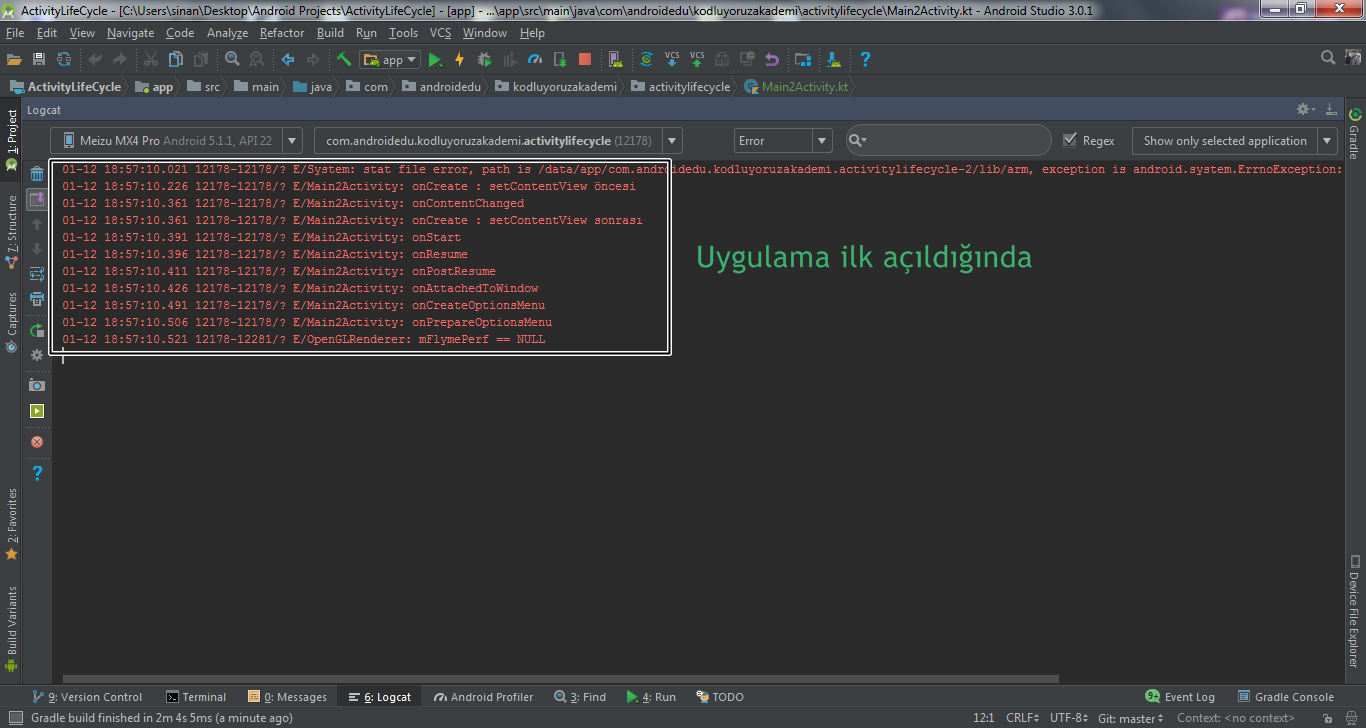 ActivityLifeCycle - [C:\Users\sinan\Desktop\Android Projects\ActivityLifeCycle] - [app] - ...\app\src\main\java\com\androidedu\kodluyoruzakademi\activitylifecycle\Main2Activity.kt - Android Studio 3.0.1
File Edit View Navigate Code Analyze Refactor Build Run Tools VCS Window Help
app
VCS VCS
ActivityLifeCycle app src main java com androidedu kodluyoruzakademi activitylifecycle Main2Activity.kt
Logcat
Meizu MX4 Pro Android 5.1.1, API 22 com.androidedu.kodluyoruzakademi.activitylifecycle (12178) Error Regex Show only selected application
01-12 18:57:10.021 12178-12178/? E/System: stat file error, path is /data/app/com.androidedu.kodluyoruzakademi.activitylifecycle-2/lib/arm, exception is android.system.ErrnoException:
01-12 18:57:10.226 12178-12178/? E/Main2Activity: onCreate : setContentView öncesi
01-12 18:57:10.361 12178-12178/? E/Main2Activity: onContentChanged
01-12 18:57:10.361 12178-12178/? E/Main2Activity: onCreate : setContentView sonrası
01-12 18:57:10.391 12178-12178/? E/Main2Activity: onStart
01-12 18:57:10.396 12178-12178/? E/Main2Activity: onResume
01-12 18:57:10.411 12178-12178/? E/Main2Activity: onPostResume
01-12 18:57:10.426 12178-12178/? E/Main2Activity: onAttachedToWindow
01-12 18:57:10.491 12178-12178/? E/Main2Activity: onCreateOptionsMenu
01-12 18:57:10.506 12178-12178/? E/Main2Activity: onPrepareOptionsMenu
01-12 18:57:10.521 12178-12281/? E/OpenGLRenderer: mFlymePerf == NULL
Uygulama ilk açıldığında
1: Project
7: Structure
Captures
2: Favorites
Build Variants
Gradle
Device File Explorer
9: Version Control Terminal 0: Messages 6: Logcat Android Profiler 3: Find 4: Run TODO 9+ Event Log Gradle Console
Gradle build finished in 2m 4s 5ms (a minute ago) 12:1 CRLF UTF-8 Git: master Context: <no context>